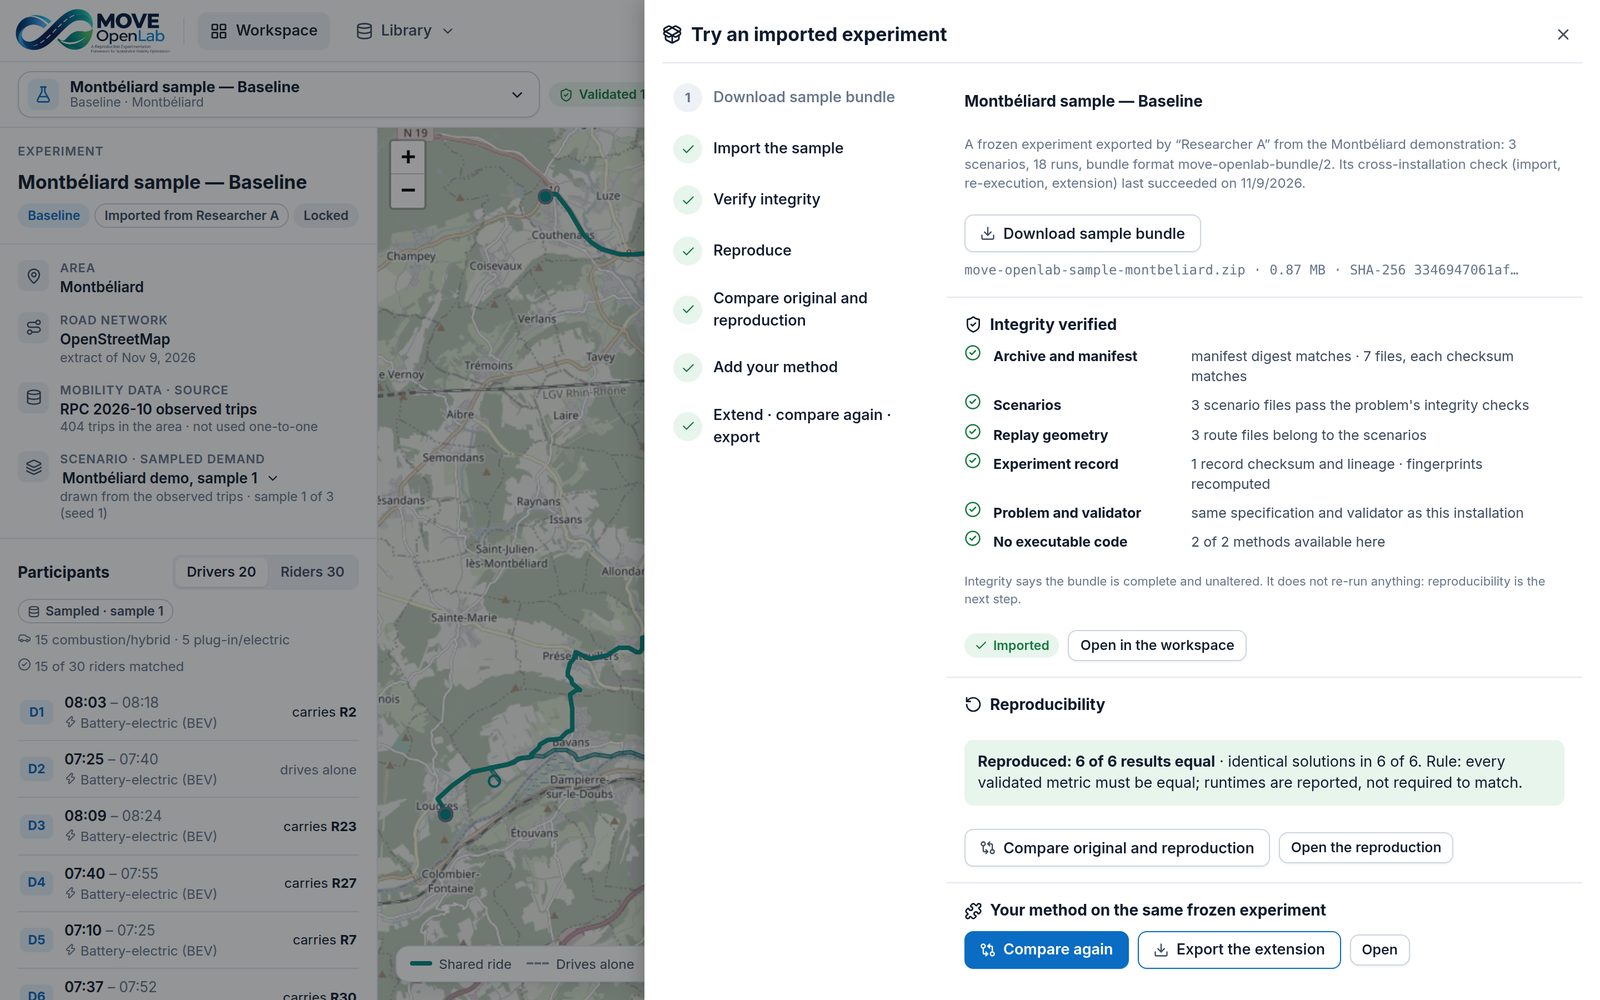 MOVE
OpenLab
Workspace
Library
Montbéliard sample — Baseline
Baseline · Montbéliard
Validated 1
EXPERIMENT
Montbéliard sample — Baseline
Baseline
Imported from Researcher A
Locked
AREA
Montbéliard
ROAD NETWORK
OpenStreetMap
extract of Nov 9, 2026
MOBILITY DATA · SOURCE
RPC 2026-10 observed trips
404 trips in the area · not used one-to-one
SCENARIO · SAMPLED DEMAND
Montbéliard demo, sample 1
drawn from the observed trips · sample 1 of 3
(seed 1)
Participants
Drivers 20
Riders 30
Sampled · sample 1
15 combustion/hybrid · 5 plug-in/electric
15 of 30 riders matched
D1
08:03 – 08:18
Battery-electric (BEV)
carries R2
D2
07:25 – 07:40
Battery-electric (BEV)
drives alone
D3
08:09 – 08:24
Battery-electric (BEV)
carries R23
D4
07:40 – 07:55
Battery-electric (BEV)
carries R27
D5
07:10 – 07:25
Battery-electric (BEV)
carries R7
D6
07:37 – 07:52
carries R30
N 19
+
−
Luze
Couthenans
Champey
Coisevaux
Verlans
Tavey
Trémoins
e Vernoy
LGV Rhin-Rhône
Aibre
Laire
Semondans
ésandans
Raynans
Issans
Saint-Julien-
lès-Montbéliard
Allondan
Sainte-Marie
Présentevillers
nois
Bavans
Dampierre-
sur-le-Doubs
Lougres
Étouvans
Colombier-
Fontaine
Shared ride
Drives alone
Try an imported experiment
1
Download sample bundle
Import the sample
Verify integrity
Reproduce
Compare original and
reproduction
Add your method
Extend · compare again ·
export
Montbéliard sample — Baseline
A frozen experiment exported by “Researcher A” from the Montbéliard demonstration: 3
scenarios, 18 runs, bundle format move-openlab-bundle/2. Its cross-installation check (import,
re-execution, extension) last succeeded on 11/9/2026.
Download sample bundle
move-openlab-sample-montbeliard.zip · 0.87 MB · SHA-256 3346947061af…
Integrity verified
Archive and manifest
manifest digest matches · 7 files, each checksum
matches
Scenarios
3 scenario files pass the problem's integrity checks
Replay geometry
3 route files belong to the scenarios
Experiment record
1 record checksum and lineage · fingerprints
recomputed
Problem and validator
same specification and validator as this installation
No executable code
2 of 2 methods available here
Integrity says the bundle is complete and unaltered. It does not re-run anything: reproducibility is the
next step.
Imported
Open in the workspace
Reproducibility
Reproduced: 6 of 6 results equal · identical solutions in 6 of 6. Rule: every
validated metric must be equal; runtimes are reported, not required to match.
Compare original and reproduction
Open the reproduction
Your method on the same frozen experiment
Compare again
Export the extension
Open